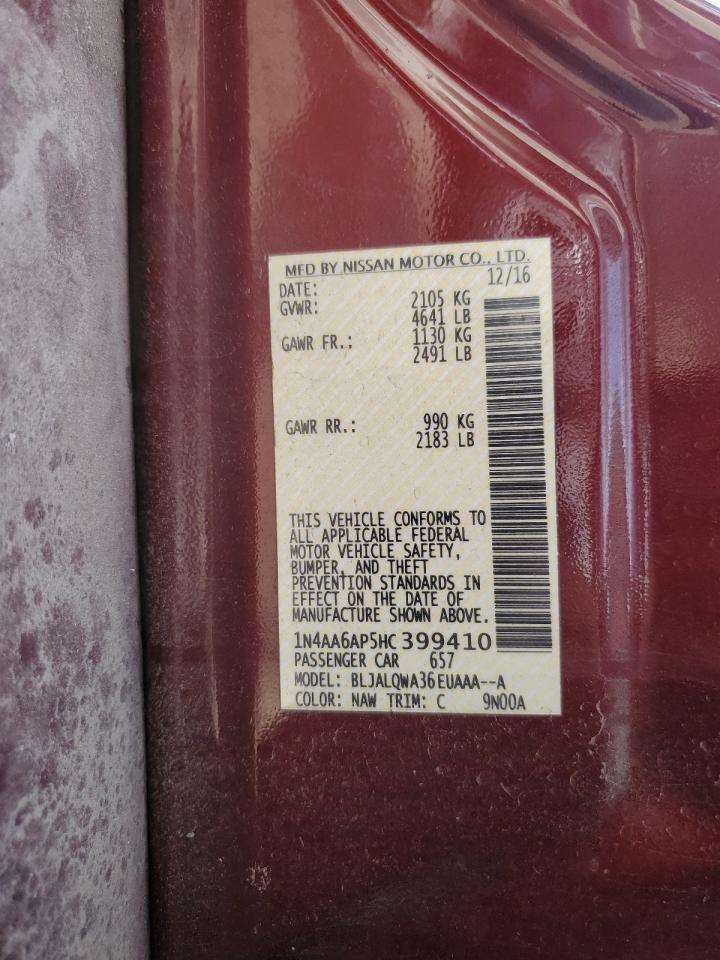 MFD BY NISSAN MOTOR CO., LTD.
DATE: 12/16
GVWR: 2105 KG
4641 LB
GAWR FR.: 1130 KG
2491 LB
GAWR RR.: 990 KG
2183 LB
THIS VEHICLE CONFORMS TO
ALL APPLICABLE FEDERAL
MOTOR VEHICLE SAFETY,
BUMPER, AND THEFT
PREVENTION STANDARDS IN
EFFECT ON THE DATE OF
MANUFACTURE SHOWN ABOVE.
1N4AA6AP5HC 399410
PASSENGER CAR 657
MODEL: BLJALQWA36EUAAA--A
COLOR: NAW TRIM: C 9N00A